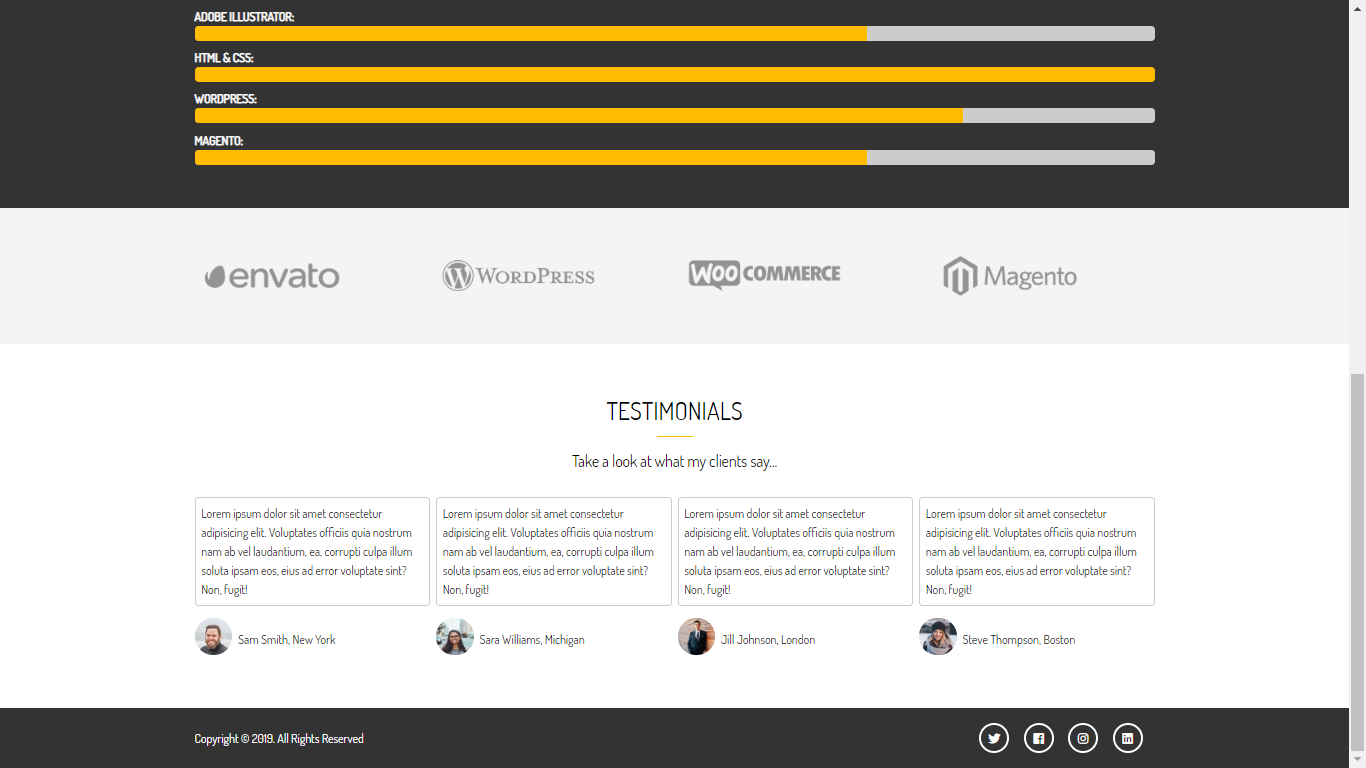 ADOBE ILLUSTRATOR:
HTML & CSS:
WORDPRESS:
MAGENTO:
envato
WORDPRESS
WOO COMMERCE
Magento
TESTIMONIALS
Take a look at what my clients say...
Lorem ipsum dolor sit amet consectetur
adipisicing elit. Voluptates officiis quia nostrum
nam ab vel laudantium, ea, corrupti culpa illum
soluta ipsam eos, eius ad error voluptate sint?
Non, fugit!
Sam Smith, New York
Lorem ipsum dolor sit amet consectetur
adipisicing elit. Voluptates officiis quia nostrum
nam ab vel laudantium, ea, corrupti culpa illum
soluta ipsam eos, eius ad error voluptate sint?
Non, fugit!
Sara Williams, Michigan
Lorem ipsum dolor sit amet consectetur
adipisicing elit. Voluptates officiis quia nostrum
nam ab vel laudantium, ea, corrupti culpa illum
soluta ipsam eos, eius ad error voluptate sint?
Non, fugit!
Jill Johnson, London
Lorem ipsum dolor sit amet consectetur
adipisicing elit. Voluptates officiis quia nostrum
nam ab vel laudantium, ea, corrupti culpa illum
soluta ipsam eos, eius ad error voluptate sint?
Non, fugit!
Steve Thompson, Boston
Copyright © 2019. All Rights Reserved